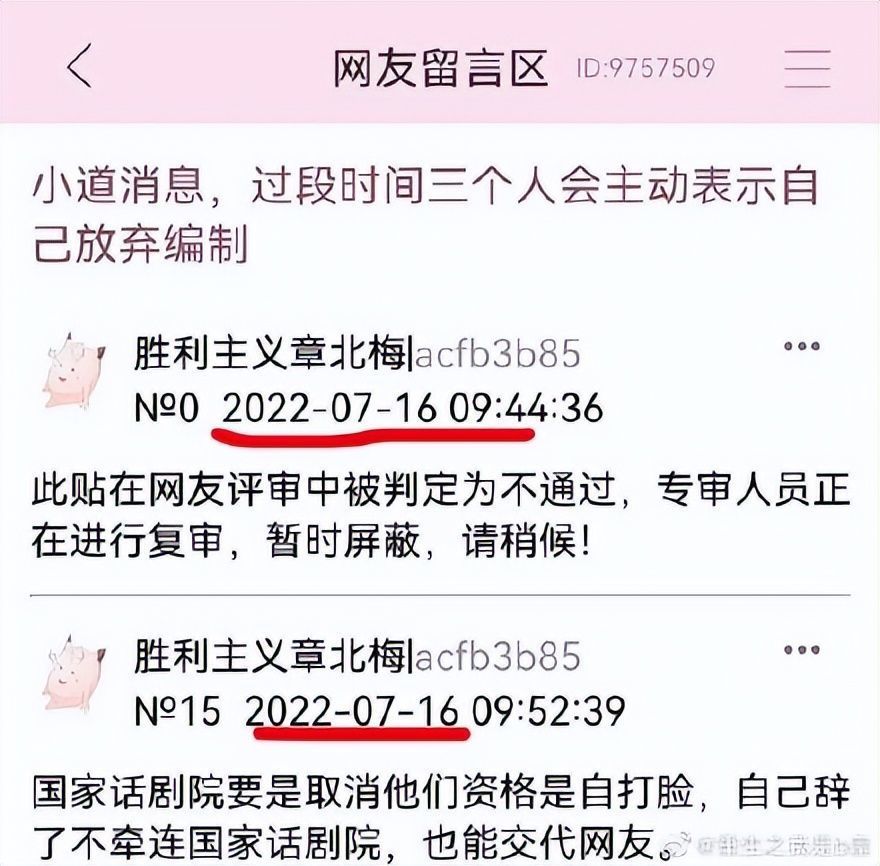 网友留言区 ID:9757509
小道消息，过段时间三个人会主动表示自
己放弃编制
胜利主义章北梅|acfb3b85
№0 2022-07-16 09:44:36
此贴在网友评审中被判定为不通过，专审人员正
在进行复审，暂时屏蔽，请稍候！
胜利主义章北梅|acfb3b85
№15 2022-07-16 09:52:39
国家话剧院要是取消他们资格是自打脸，自己辞
了不牵连国家话剧院，也能交代网友。